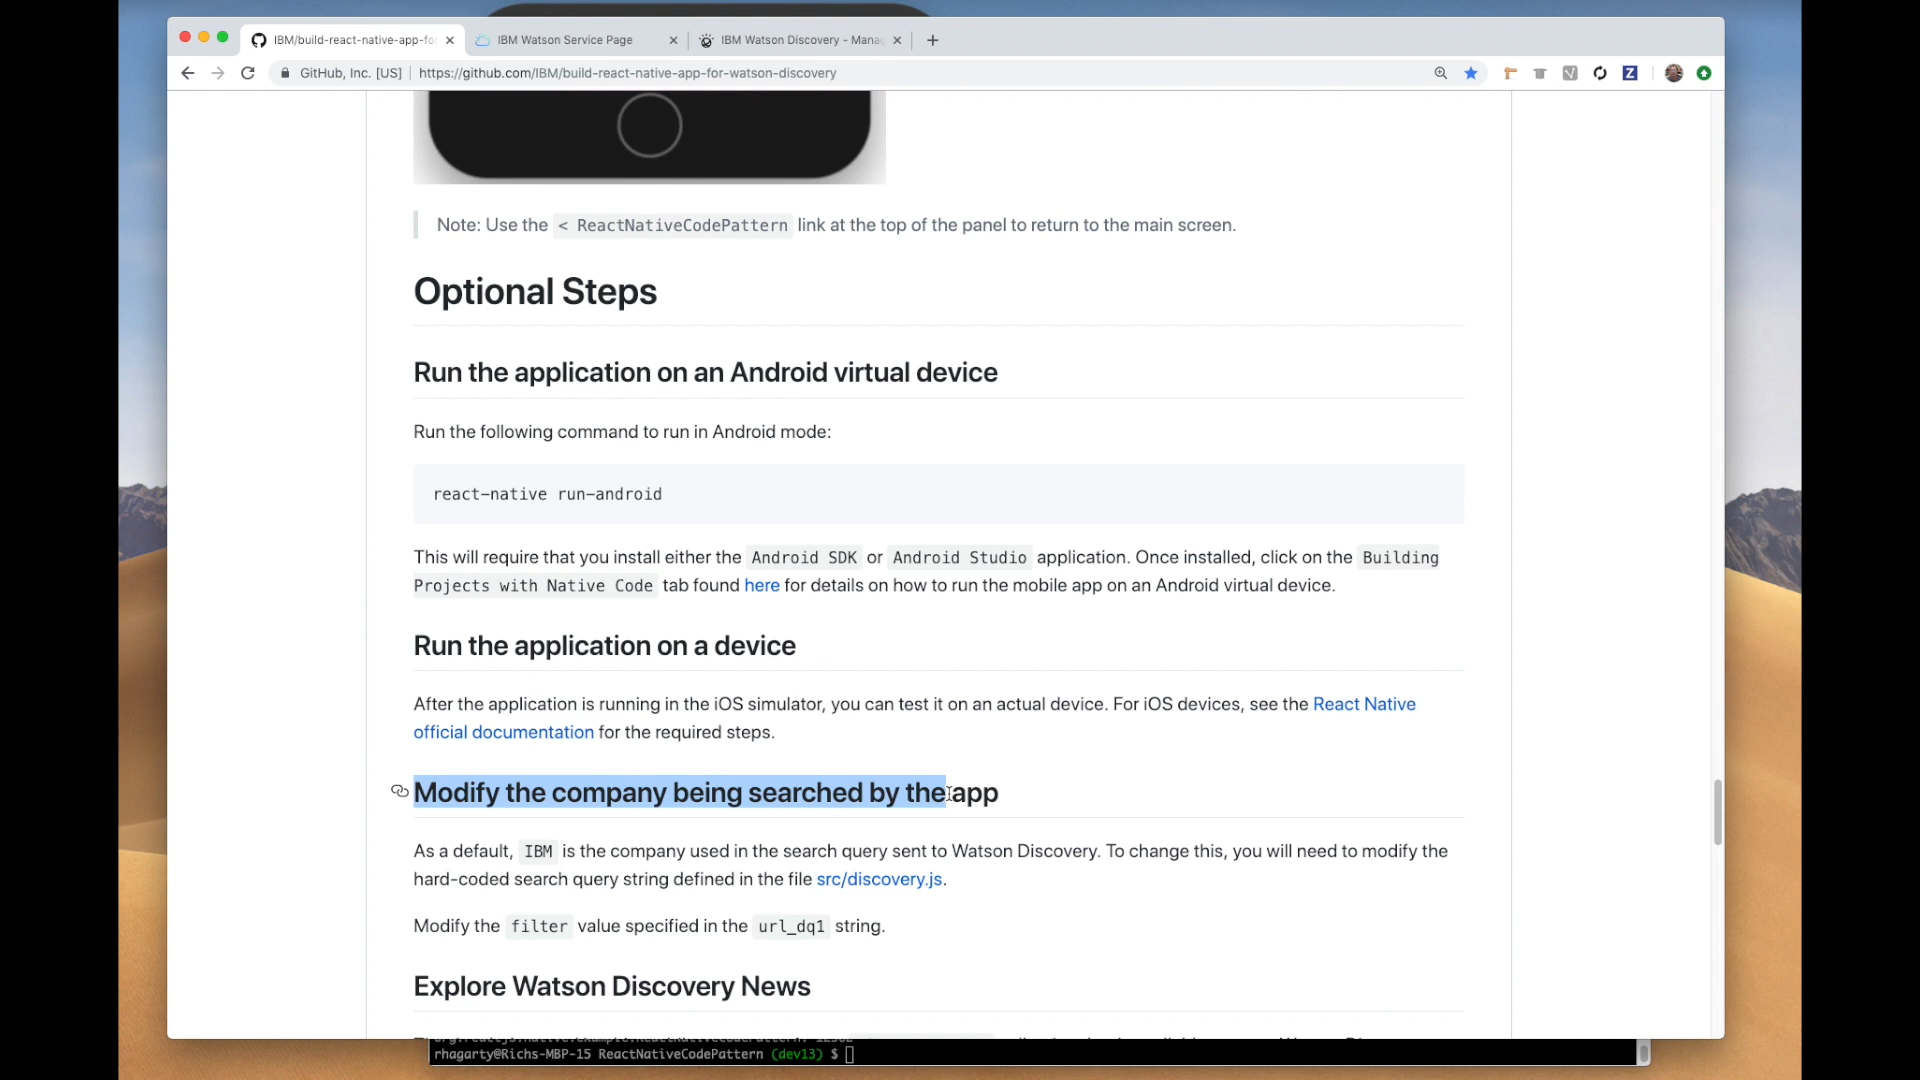 IBM/build-react-native-app-fo
IBM Watson Service Page
IBM Watson Discovery - Mana
GitHub, Inc. [US]
https://github.com/IBM/build-react-native-app-for-watson-discovery
Note: Use the < ReactNativeCodePattern link at the top of the panel to return to the main screen.
Optional Steps
Run the application on an Android virtual device
Run the following command to run in Android mode:
react-native run-android
This will require that you install either the Android SDK or Android Studio application. Once installed, click on the Building
Projects with Native Code tab found here for details on how to run the mobile app on an Android virtual device.
Run the application on a device
After the application is running in the iOS simulator, you can test it on an actual device. For iOS devices, see the React Native
official documentation for the required steps.
Modify the company being searched by the app
As a default, IBM is the company used in the search query sent to Watson Discovery. To change this, you will need to modify the
hard-coded search query string defined in the file src/discovery.js.
Modify the filter value specified in the url_dq1 string.
Explore Watson Discovery News
rhagarty@Richs-MBP-15 ReactNativeCodePattern (dev13) $